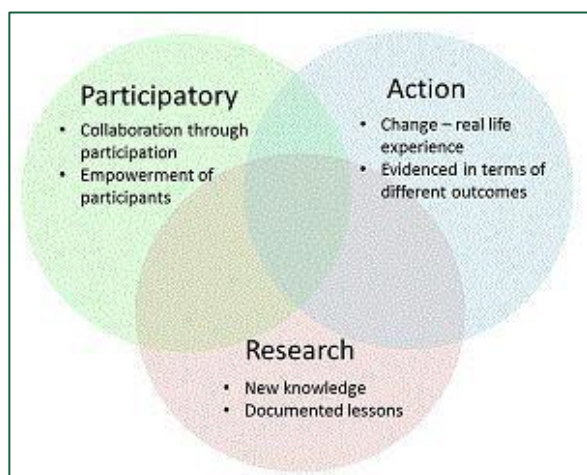 Participatory
• Collaboration through
participation
• Empowerment of
participants
Action
• Change – real life
experience
• Evidenced in terms of
different outcomes
Research
• New knowledge
• Documented lessons